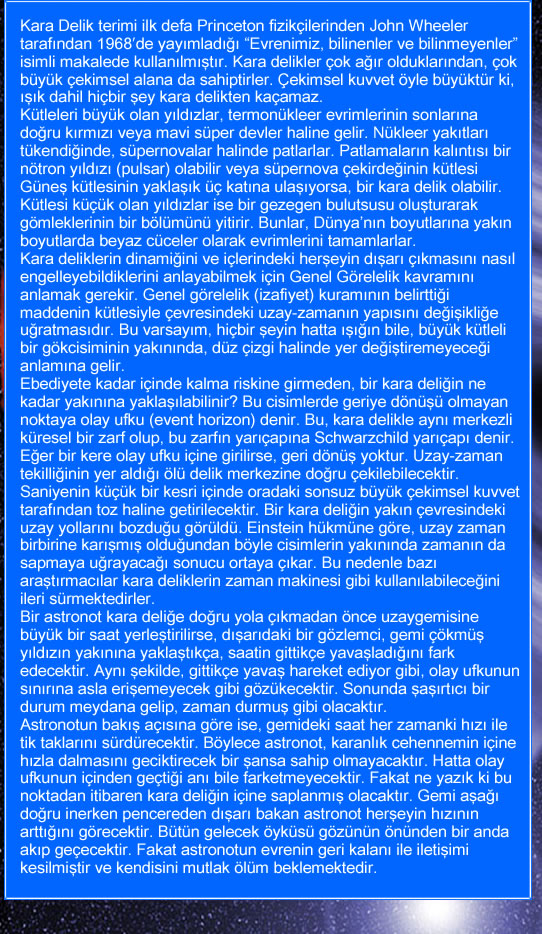 Kara Delik terimi ilk defa Princeton fizikçilerinden John Wheeler
tarafından 1968'de yayımladığı “Evrenimiz, bilinenler ve bilinmeyenler”
isimli makalede kullanılmıştır. Kara delikler çok ağır olduklarından, çok
büyük çekimsel alana da sahiptirler. Çekimsel kuvvet öyle büyüktür ki,
ışık dahil hiçbir şey kara delikten kaçamaz.
Kütleleri büyük olan yıldızlar, termonükleer evrimlerinin sonlarına
doğru kırmızı veya mavi süper devler haline gelir. Nükleer yakıtları
tükendiğinde, süpernovalar halinde patlarlar. Patlamaların kalıntısı bir
nötron yıldızı (pulsar) olabilir veya süpernova çekirdeğinin kütlesi
Güneş kütlesinin yaklaşık üç katına ulaşıyorsa, bir kara delik olabilir.
Kütlesi küçük olan yıldızlar ise bir gezegen bulutsusu oluşturarak
gömleklerinin bir bölümünü yitirir. Bunlar, Dünya'nın boyutlarına yakın
boyutlarda beyaz cüceler olarak evrimlerini tamamlarlar.
Kara deliklerin dinamiğini ve içlerindeki herşeyin dışarı çıkmasını nasıl
engelleyebildiklerini anlayabilmek için Genel Görelelik kavramını
anlamak gerekir. Genel görelelik (izafiyet) kuramının belirttiği
maddenin kütlesiyle çevresindeki uzay-zamanın yapısını değişikliğe
uğratmasıdır. Bu varsayım, hiçbir şeyin hatta ışığın bile, büyük kütleli
bir gökcisiminin yakınında, düz çizgi halinde yer değiştiremeyeceği
anlamına gelir.
Ebediyete kadar içinde kalma riskine girmeden, bir kara deliğin ne
kadar yakınına yaklaşılabilinir? Bu cisimlerde geriye dönüşü olmayan
noktaya olay ufku (event horizon) denir. Bu, kara delikle aynı merkezli
küresel bir zarf olup, bu zarfın yarıçapına Schwarzchild yarıçapı denir.
Eğer bir kere olay ufku içine girilirse, geri dönüş yoktur. Uzay-zaman
tekilliğinin yer aldığı ölü delik merkezine doğru çekilebilecektir.
Saniyenin küçük bir kesri içinde oradaki sonsuz büyük çekimsel kuvvet
tarafından toz haline getirilecektir. Bir kara deliğin yakın çevresindeki
uzay yollarını bozduğu görüldü. Einstein hükmüne göre, uzay zaman
birbirine karışmış olduğundan böyle cisimlerin yakınında zamanın da
sapmaya uğrayacağı sonucu ortaya çıkar. Bu nedenle bazı
araştırmacılar kara deliklerin zaman makinesi gibi kullanılabileceğini
ileri sürmektedirler.
Bir astronot kara deliğe doğru yola çıkmadan önce uzaygemisine
büyük bir saat yerleştirilirse, dışarıdaki bir gözlemci, gemi çökmüş
yıldızın yakınına yaklaştıkça, saatin gittikçe yavaşladığını fark
edecektir. Aynı şekilde, gittikçe yavaş hareket ediyor gibi, olay ufkunun
sınırına asla erişemeyecek gibi gözükecektir. Sonunda şaşırtıcı bir
durum meydana gelip, zaman durmuş gibi olacaktır.
Astronotun bakış açısına göre ise, gemideki saat her zamanki hızı ile
tik taklarını sürdürecektir. Böylece astronot, karanlık cehennemin içine
hızla dalmasını geciktirecek bir şansa sahip olmayacaktır. Hatta olay
ufkunun içinden geçtiği anı bile farketmeyecektir. Fakat ne yazık ki bu
noktadan itibaren kara deliğin içine saplanmış olacaktır. Gemi aşağı
doğru inerken pencereden dışarı bakan astronot herşeyin hızının
arttığını görecektir. Bütün gelecek öyküsü gözünün önünden bir anda
akıp geçecektir. Fakat astronotun evrenin geri kalanı ile iletişimi
kesilmiştir ve kendisini mutlak ölüm beklemektedir.